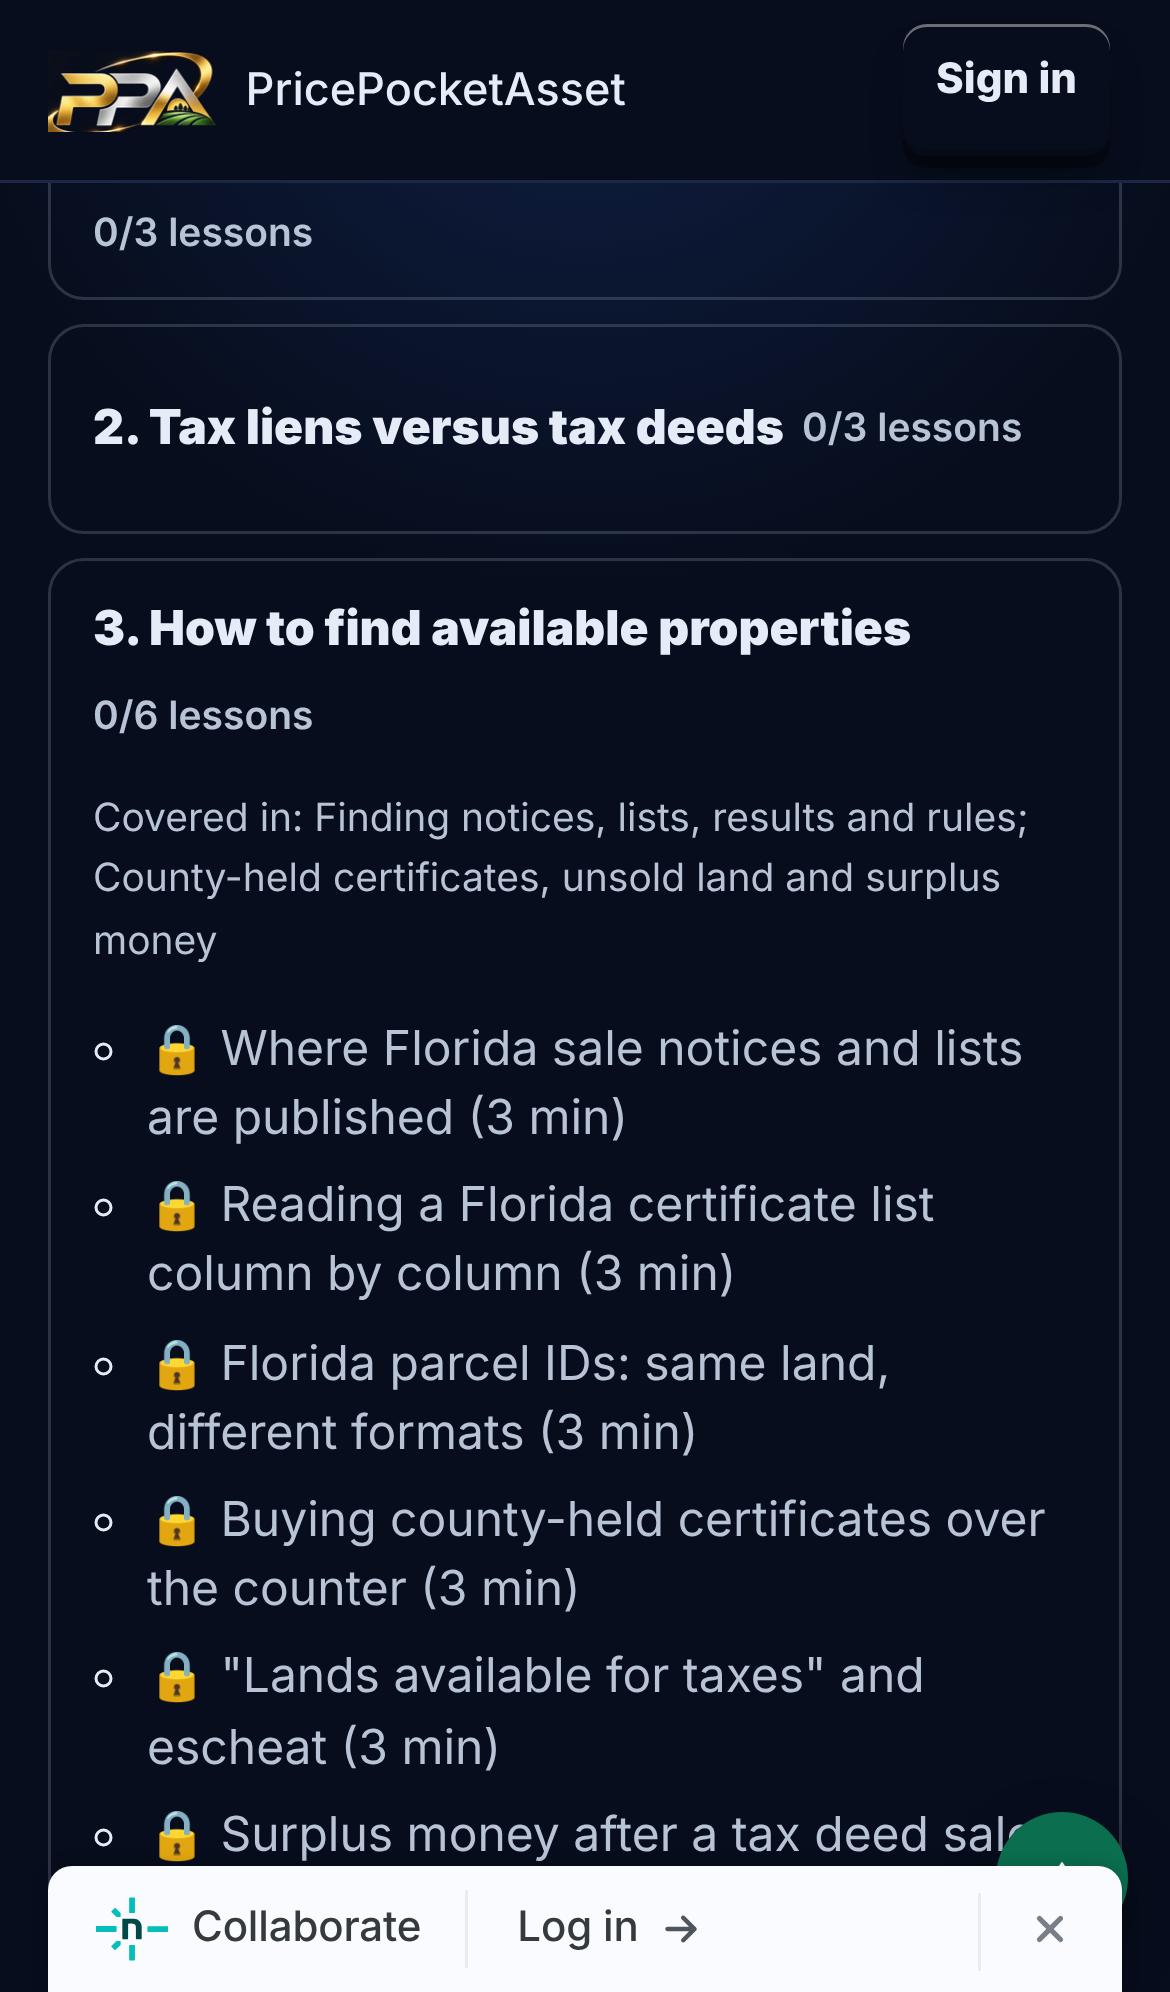 PPA PricePocketAsset Sign in
0/3 lessons
2. Tax liens versus tax deeds 0/3 lessons
3. How to find available properties
0/6 lessons
Covered in: Finding notices, lists, results and rules;
County-held certificates, unsold land and surplus
money
🔒 Where Florida sale notices and lists
are published (3 min)
🔒 Reading a Florida certificate list
column by column (3 min)
🔒 Florida parcel IDs: same land,
different formats (3 min)
🔒 Buying county-held certificates over
the counter (3 min)
🔒 "Lands available for taxes" and
escheat (3 min)
🔒 Surplus money after a tax deed sale
n Collaborate Log in →